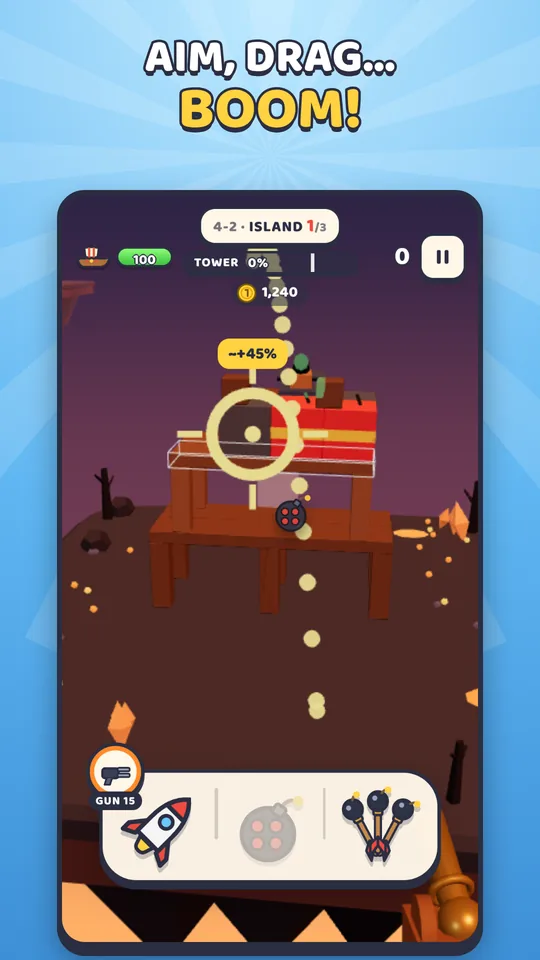 AIM, DRAG...
BOOM!
4-2 · ISLAND 1/3
100
TOWER 0%
0
1,240
~+45%
GUN 15